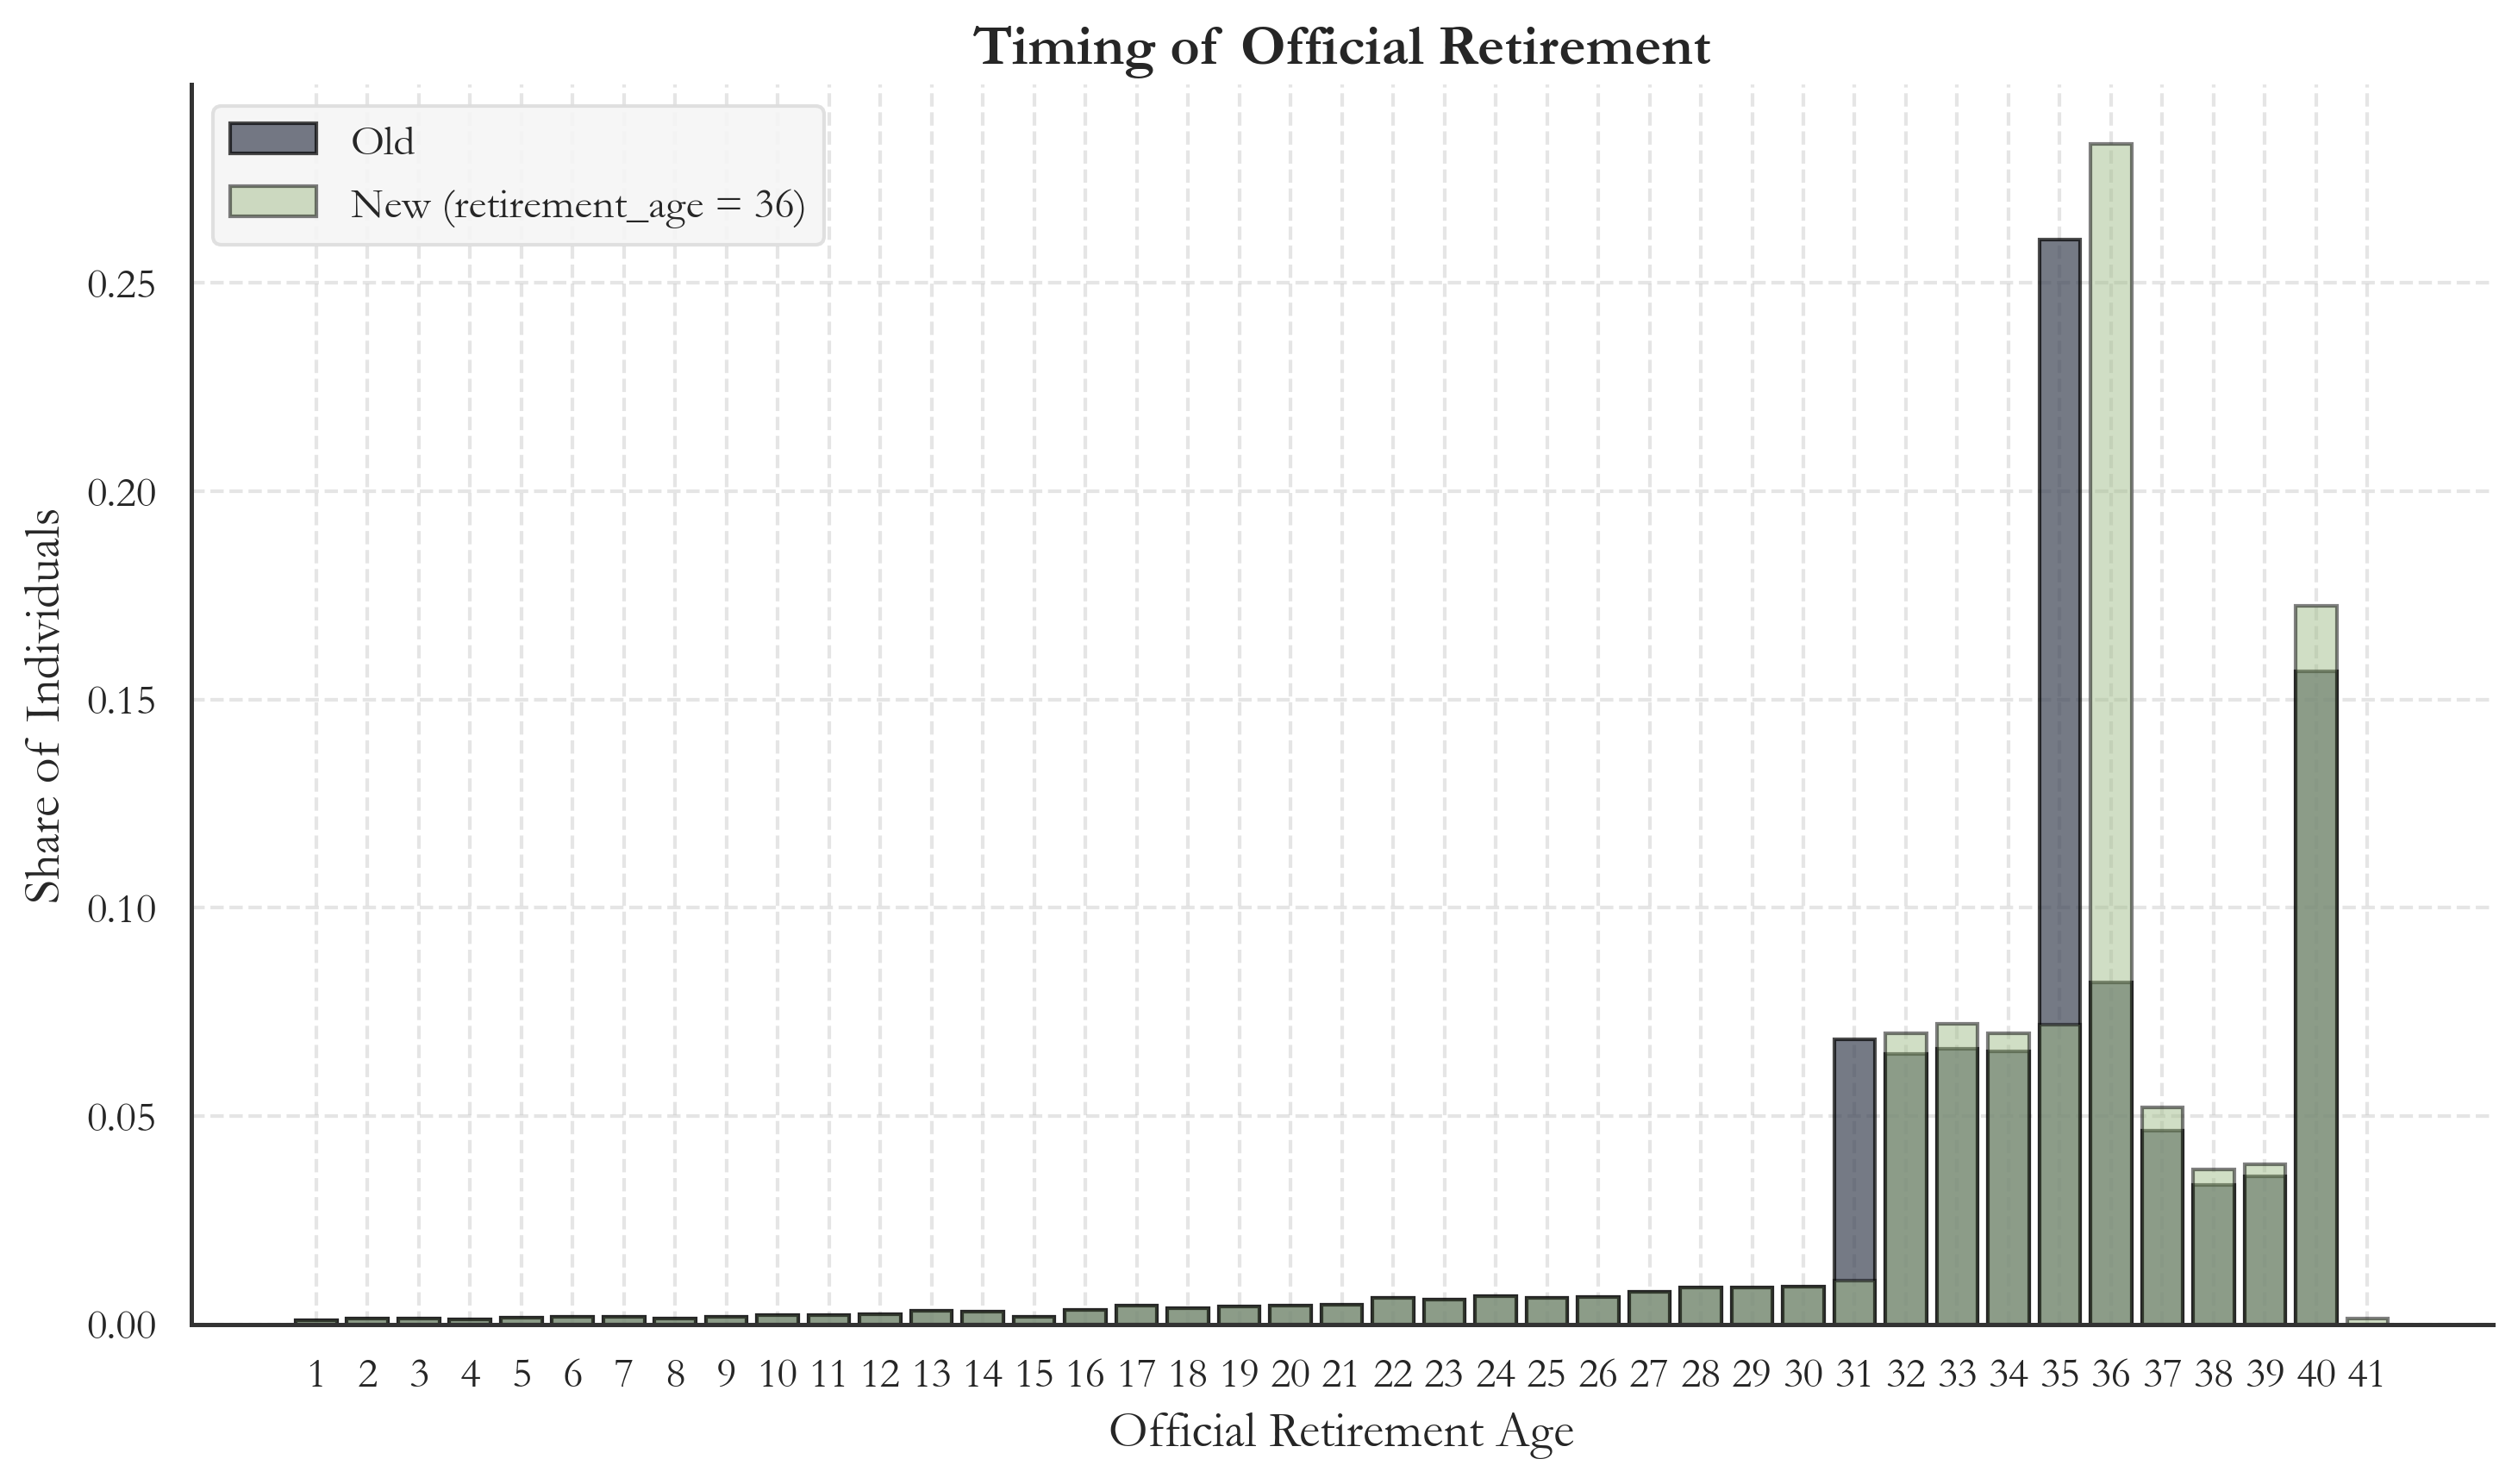 Timing of Official Retirement
Old
New (retirement_age = 36)
Share of Individuals
0.25
0.20
0.15
0.10
0.05
0.00
1 2 3 4 5 6 7 8 9 10 11 12 13 14 15 16 17 18 19 20 21 22 23 24 25 26 27 28 29 30 31 32 33 34 35 36 37 38 39 40 41
Official Retirement Age